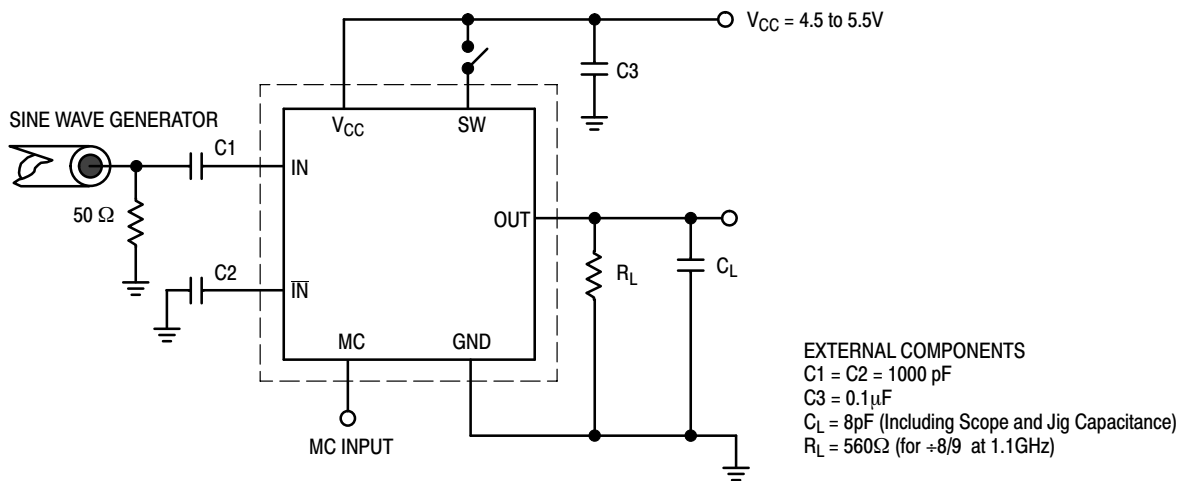 V_CC = 4.5 to 5.5V
C3
SINE WAVE GENERATOR
V_CC
SW
C1
IN
50 Ω
OUT
C2
I̅N̅
R_L
C_L
MC
GND
MC INPUT
EXTERNAL COMPONENTS
C1 = C2 = 1000 pF
C3 = 0.1μF
C_L = 8pF (Including Scope and Jig Capacitance)
R_L = 560Ω (for ÷8/9 at 1.1GHz)